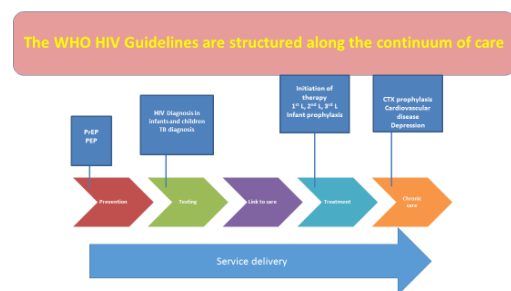 The WHO HIV Guidelines are structured along the continuum of care
PrEP
PEP
HIV Diagnosis in
infants and children
TB diagnosis
Initiation of
therapy
1st L, 2nd L, 3rd L
Infant prophylaxis
CTX prophylaxis
Cardiovascular
disease
Depression
Prevention
Testing
Link to care
Treatment
Chronic
care
Service delivery